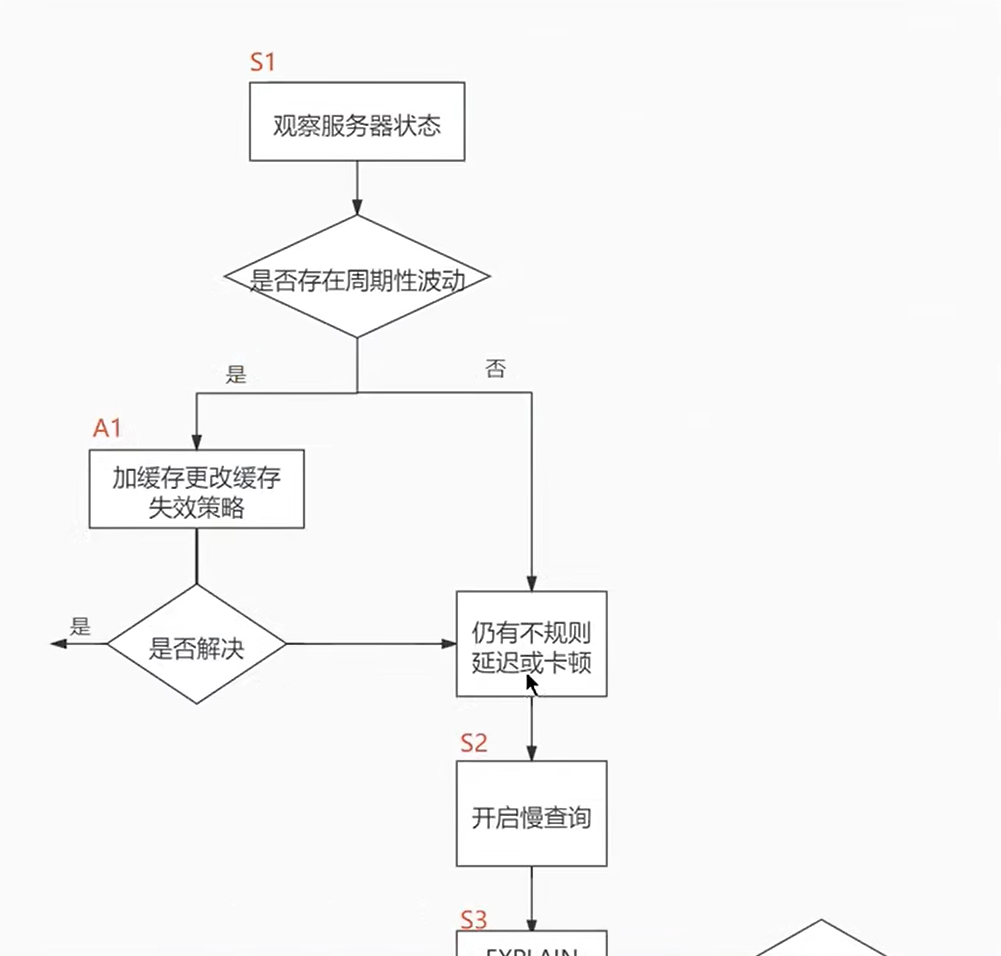 S1
观察服务器状态
是否存在周期性波动
是
否
A1
加缓存更改缓存
失效策略
是
是否解决
仍有不规则
延迟或卡顿
S2
开启慢查询
S3
EXPLAIN